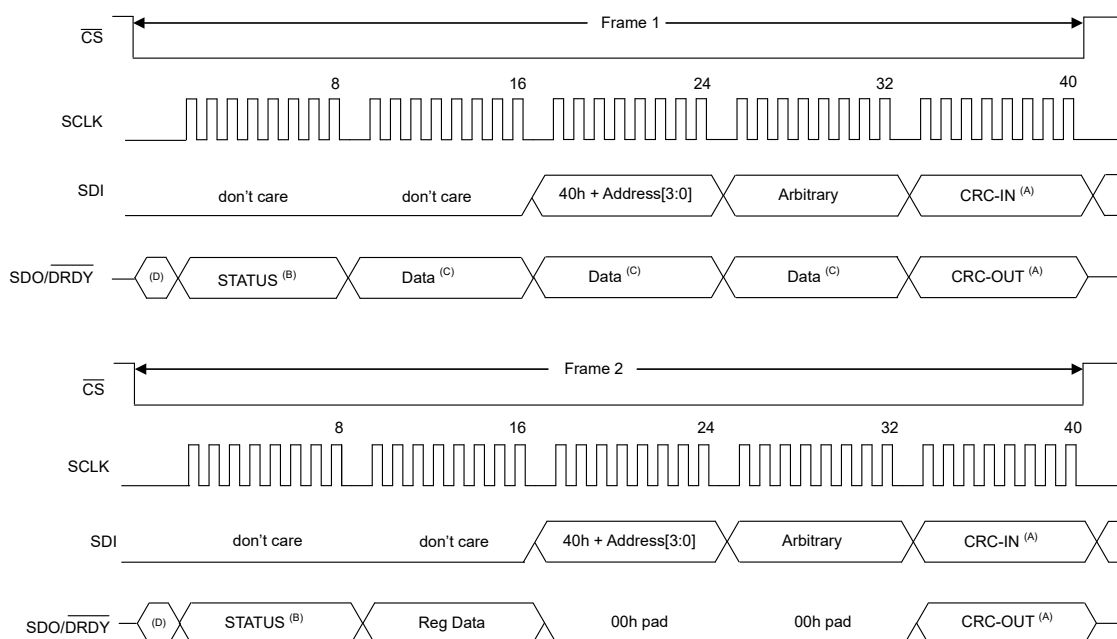 Frame 1
CS
8 16 24 32 40
SCLK
SDI don't care don't care 40h + Address[3:0] Arbitrary CRC-IN (A)
SDO/DRDY (D) STATUS (B) Data (C) Data (C) Data (C) CRC-OUT (A)
Frame 2
CS
8 16 24 32 40
SCLK
SDI don't care don't care 40h + Address[3:0] Arbitrary CRC-IN (A)
SDO/DRDY (D) STATUS (B) Reg Data 00h pad 00h pad CRC-OUT (A)